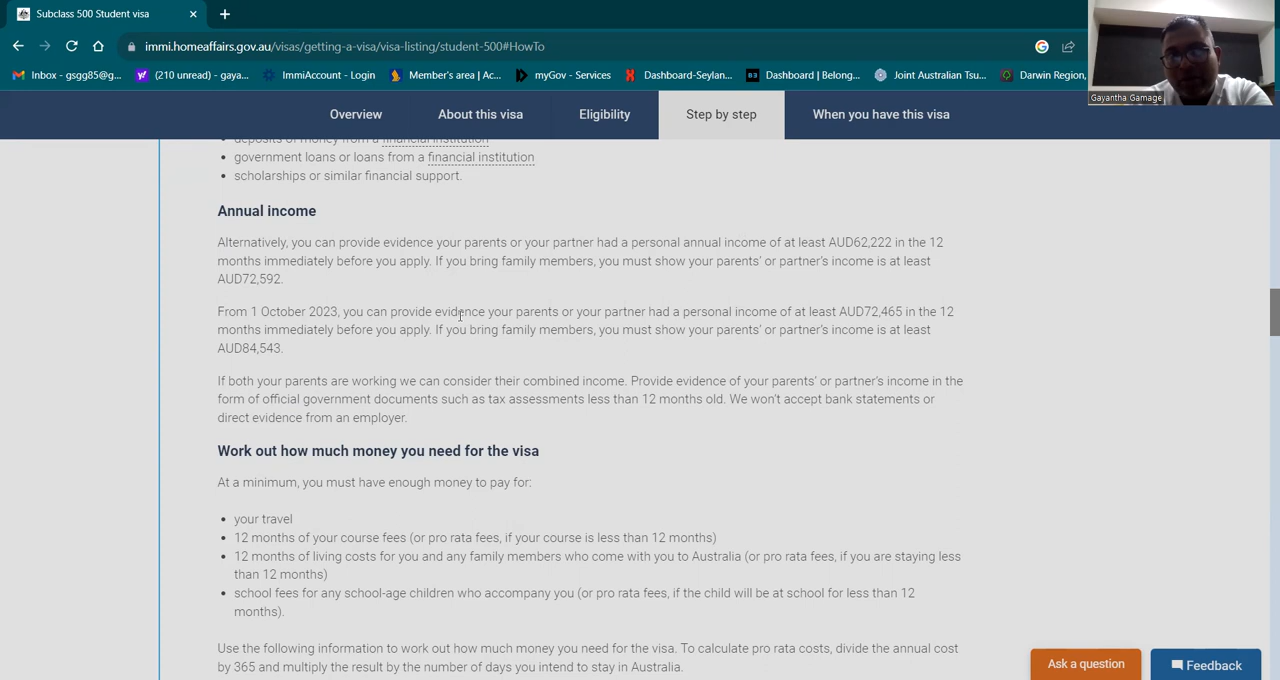 Subclass 500 Student visa
immi.homeaffairs.gov.au/visas/getting-a-visa/visa-listing/student-500#HowTo
Inbox - gsgg85@g... (210 unread) - gaya... ImmiAccount - Login Member's area | Ac... myGov - Services Dashboard-Seylan... Dashboard | Belong... Joint Australian Tsu... Darwin Region,
Gayantha Gamage
Overview About this visa Eligibility Step by step When you have this visa
deposits of money from a financial institution
• government loans or loans from a financial institution
• scholarships or similar financial support.
Annual income
Alternatively, you can provide evidence your parents or your partner had a personal annual income of at least AUD62,222 in the 12
months immediately before you apply. If you bring family members, you must show your parents' or partner's income is at least
AUD72,592.
From 1 October 2023, you can provide evidence your parents or your partner had a personal income of at least AUD72,465 in the 12
months immediately before you apply. If you bring family members, you must show your parents' or partner's income is at least
AUD84,543.
If both your parents are working we can consider their combined income. Provide evidence of your parents' or partner's income in the
form of official government documents such as tax assessments less than 12 months old. We won't accept bank statements or
direct evidence from an employer.
Work out how much money you need for the visa
At a minimum, you must have enough money to pay for:
• your travel
• 12 months of your course fees (or pro rata fees, if your course is less than 12 months)
• 12 months of living costs for you and any family members who come with you to Australia (or pro rata fees, if you are staying less
than 12 months)
• school fees for any school-age children who accompany you (or pro rata fees, if the child will be at school for less than 12
months).
Use the following information to work out how much money you need for the visa. To calculate pro rata costs, divide the annual cost
by 365 and multiply the result by the number of days you intend to stay in Australia.
Ask a question Feedback